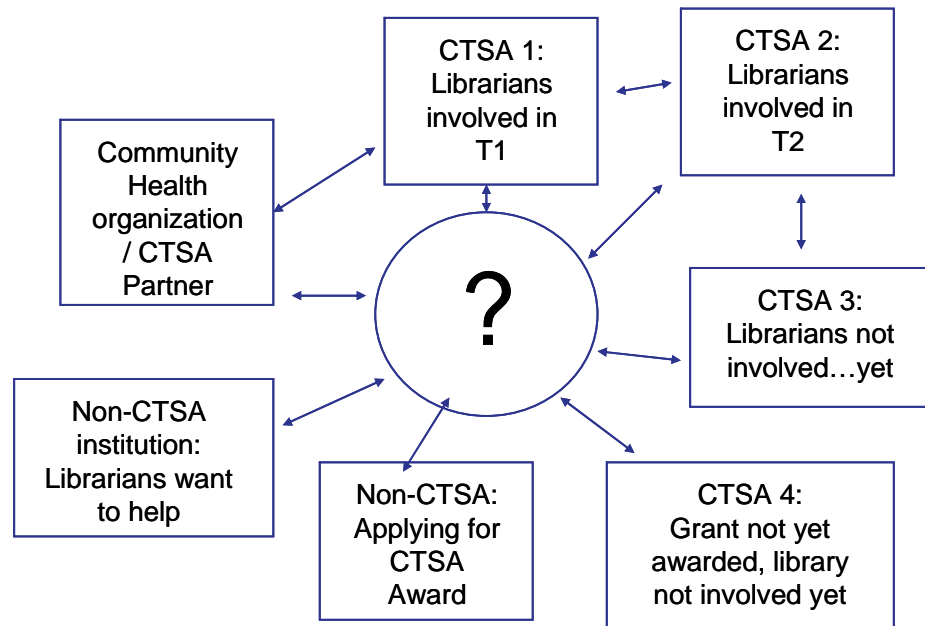 CTSA 1:
Librarians
involved in
T1
CTSA 2:
Librarians
involved in
T2
Community
Health
organization
/ CTSA
Partner
?
CTSA 3:
Librarians not
involved…yet
Non-CTSA
institution:
Librarians want
to help
Non-CTSA:
Applying for
CTSA
Award
CTSA 4:
Grant not yet
awarded, library
not involved yet